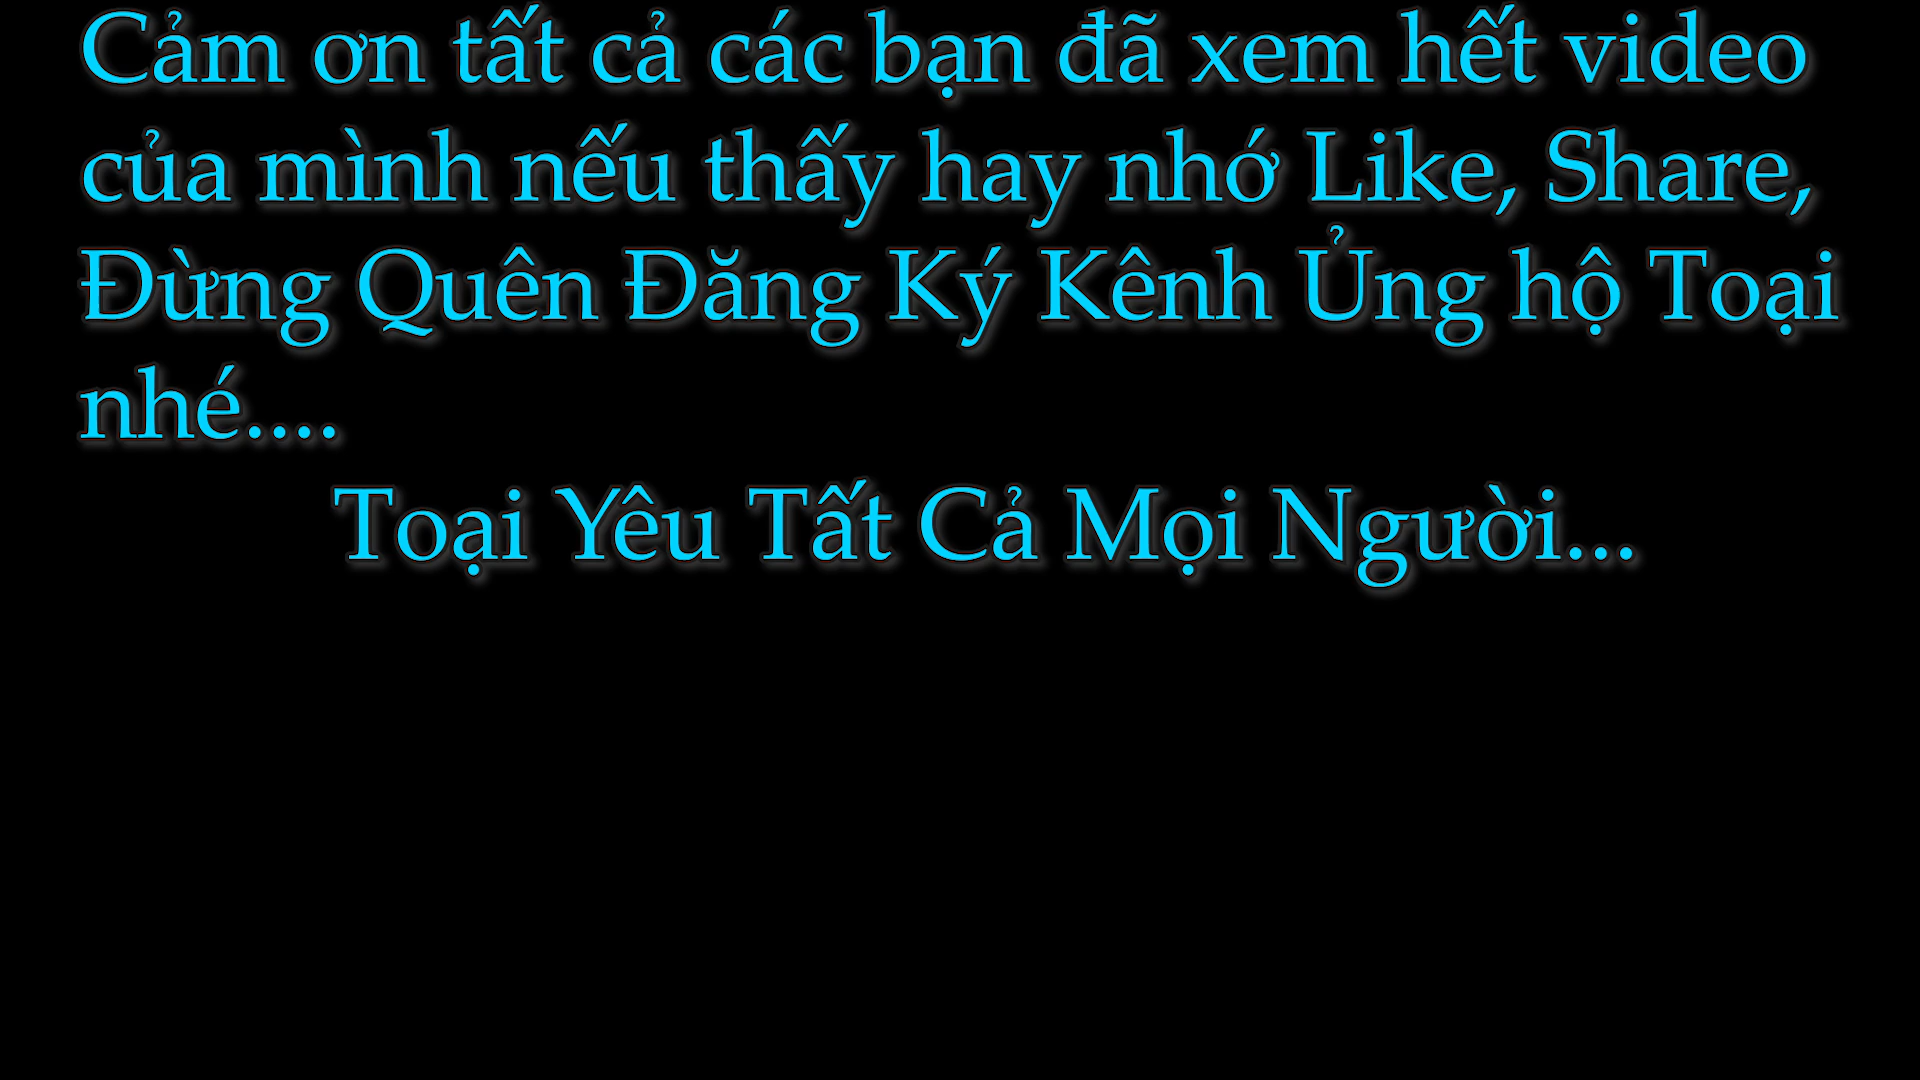 Cảm ơn tất cả các bạn đã xem hết video
của mình nếu thấy hay nhớ Like, Share,
Đừng Quên Đăng Ký Kênh Ủng hộ Toại
nhé....
Toại Yêu Tất Cả Mọi Người...